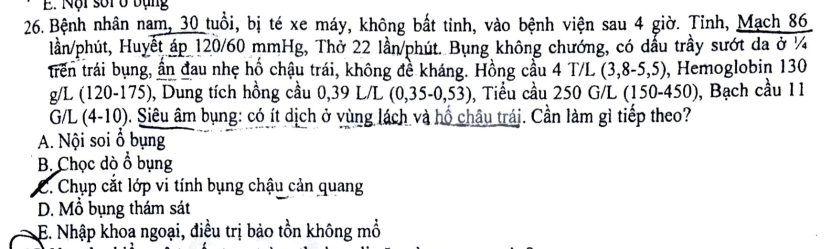 E. Nội soi ổ bụng
26. Bệnh nhân nam, 30 tuổi, bị té xe máy, không bất tỉnh, vào bệnh viện sau 4 giờ. Tỉnh, Mạch 86
lần/phút, Huyết áp 120/60 mmHg, Thở 22 lần/phút. Bụng không chướng, có dấu trầy sướt da ở ¼
trên trái bụng, ấn đau nhẹ hố chậu trái, không đề kháng. Hồng cầu 4 T/L (3,8-5,5), Hemoglobin 130
g/L (120-175), Dung tích hồng cầu 0,39 L/L (0,35-0,53), Tiểu cầu 250 G/L (150-450), Bạch cầu 11
G/L (4-10). Siêu âm bụng: có ít dịch ở vùng lách và hố chậu trái. Cần làm gì tiếp theo?
A. Nội soi ổ bụng
B. Chọc dò ổ bụng
C. Chụp cắt lớp vi tính bụng chậu cản quang
D. Mổ bụng thám sát
E. Nhập khoa ngoại, điều trị bảo tồn không mổ